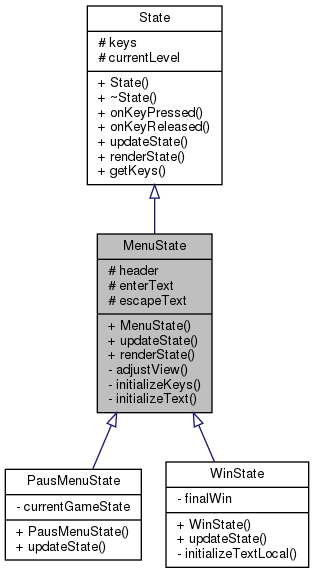 State
# keys
# currentLevel
+ State()
+ ~State()
+ onKeyPressed()
+ onKeyReleased()
+ updateState()
+ renderState()
+ getKeys()
MenuState
# header
# enterText
# escapeText
+ MenuState()
+ updateState()
+ renderState()
- adjustView()
- initializeKeys()
- initializeText()
PausMenuState
- currentGameState
+ PausMenuState()
+ updateState()
WinState
- finalWin
+ WinState()
+ updateState()
- initializeTextLocal()